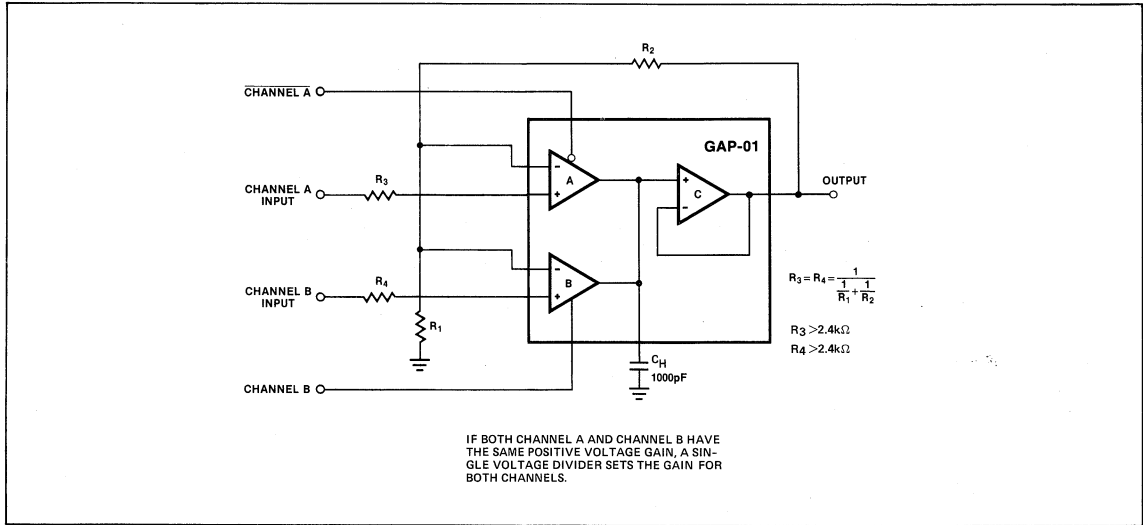 R2
CHANNEL A
GAP-01
A
C
OUTPUT
CHANNEL A
INPUT
R3
-
+
+
-
CHANNEL B
INPUT
R4
-
B
+
R1
R3 = R4 = 1
1/R1 + 1/R2
R3 >2.4kΩ
R4 >2.4kΩ
CH
1000pF
CHANNEL B
IF BOTH CHANNEL A AND CHANNEL B HAVE
THE SAME POSITIVE VOLTAGE GAIN, A SIN-
GLE VOLTAGE DIVIDER SETS THE GAIN FOR
BOTH CHANNELS.